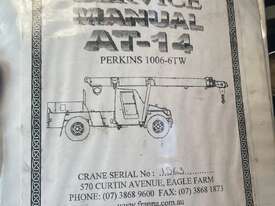 SERVICE
MANUAL
AT-14
PERKINS 1006-6TW
CRANE SERIAL No :
570 CURTIN AVENUE, EAGLE FARM
PHONE: (07) 3868 9600 FAX: (07) 3868 1873